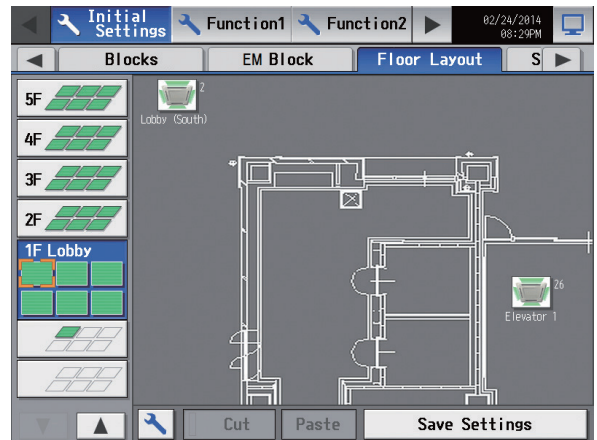 Initial
Settings
Function1
Function2
02/24/2014
08:29PM
Blocks
EM Block
Floor Layout
S
5F
4F
3F
2F
1F Lobby
2
Lobby (South)
26
Elevator 1
Cut
Paste
Save Settings